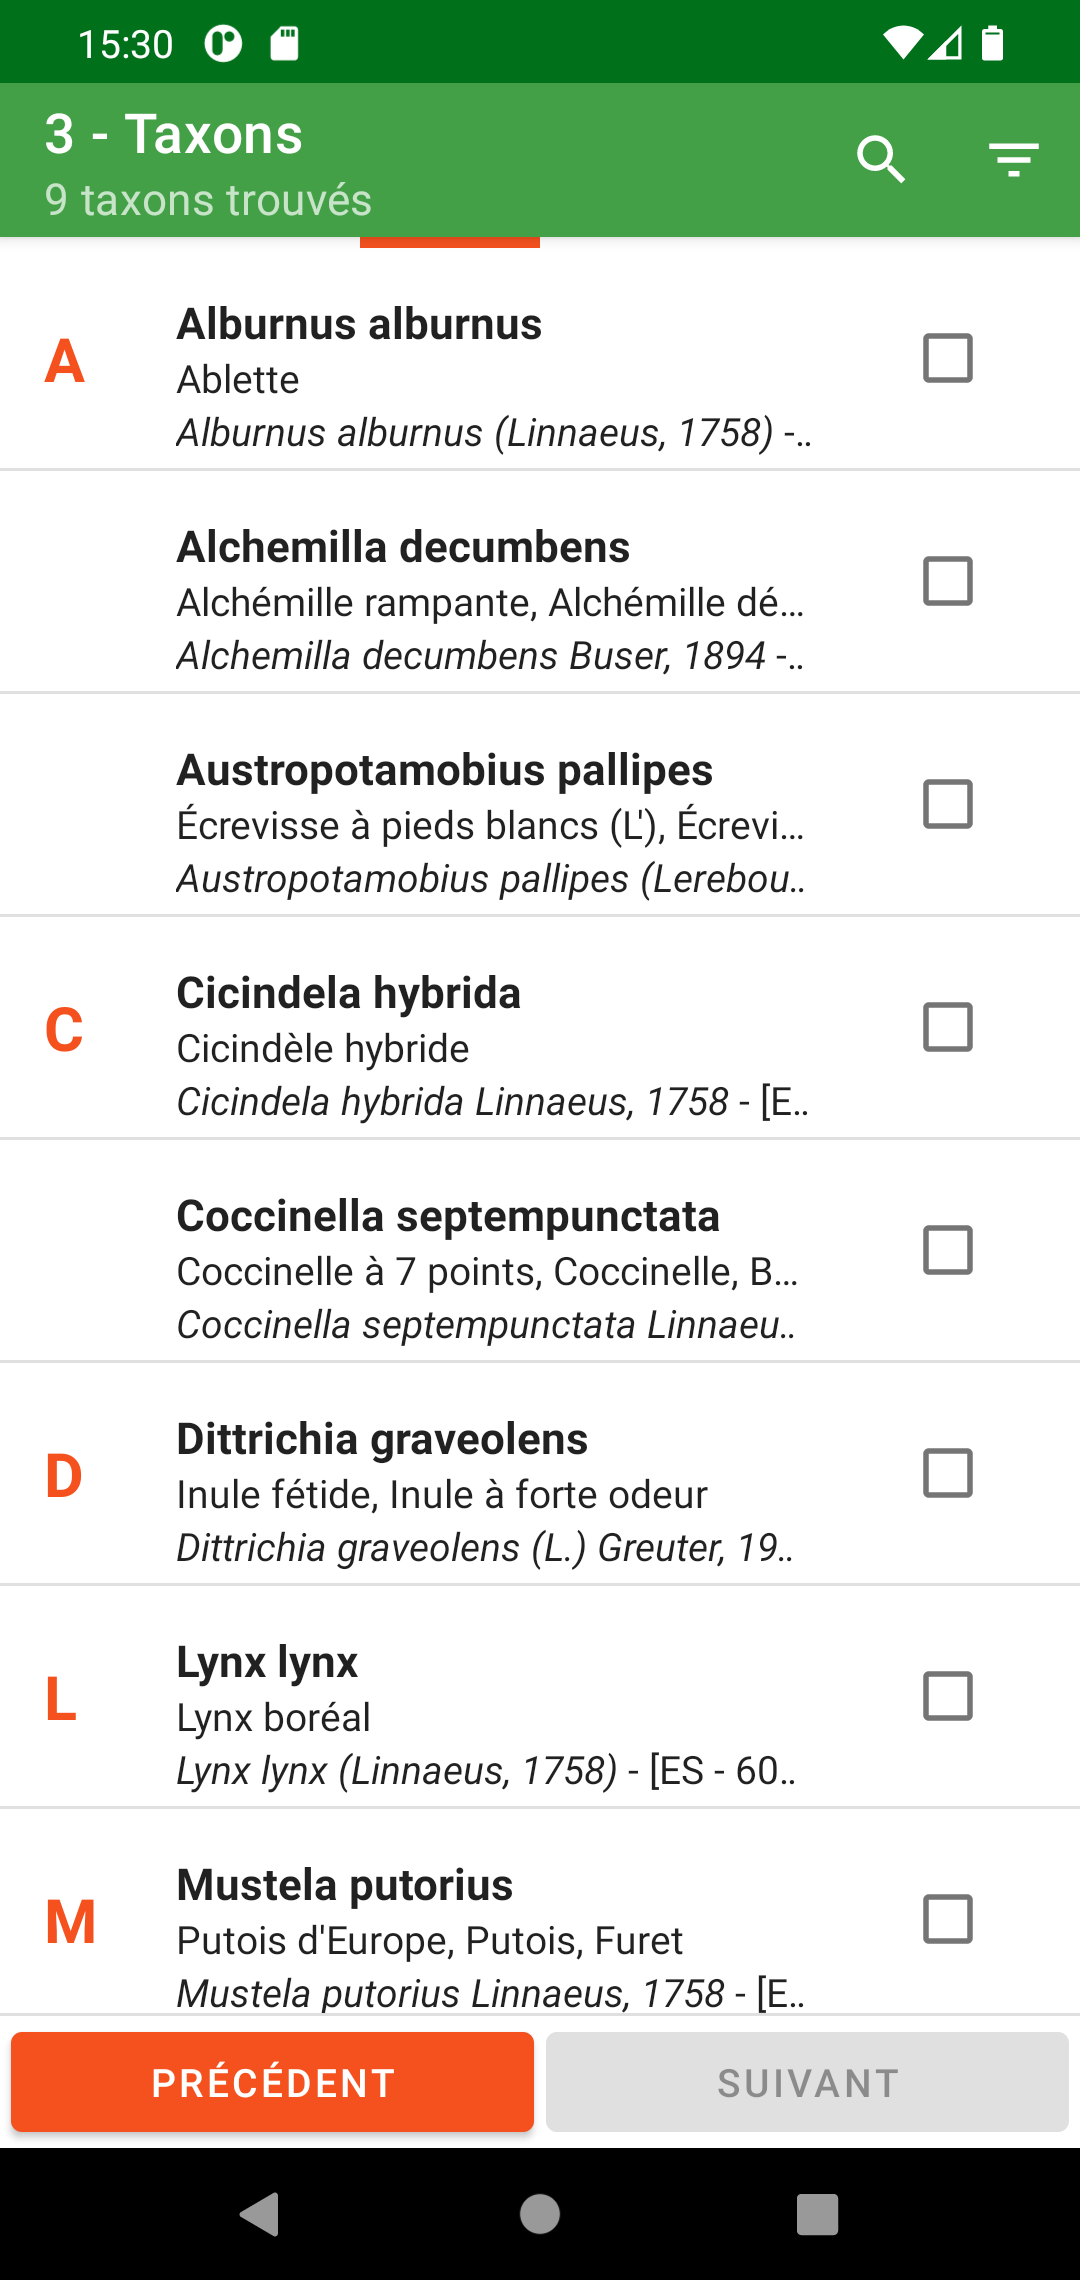 15:30
3 - Taxons
9 taxons trouvés
A
Alburnus alburnus
Ablette
Alburnus alburnus (Linnaeus, 1758) -..
Alchemilla decumbens
Alchémille rampante, Alchémille dé...
Alchemilla decumbens Buser, 1894 -..
Austropotamobius pallipes
Écrevisse à pieds blancs (L'), Écrevi...
Austropotamobius pallipes (Lerebou..
C
Cicindela hybrida
Cicindèle hybride
Cicindela hybrida Linnaeus, 1758 - [E..
Coccinella septempunctata
Coccinelle à 7 points, Coccinelle, B...
Coccinella septempunctata Linnaeu..
D
Dittrichia graveolens
Inule fétide, Inule à forte odeur
Dittrichia graveolens (L.) Greuter, 19..
L
Lynx lynx
Lynx boréal
Lynx lynx (Linnaeus, 1758) - [ES - 60..
M
Mustela putorius
Putois d'Europe, Putois, Furet
Mustela putorius Linnaeus, 1758 - [E..
PRÉCÉDENT
SUIVANT